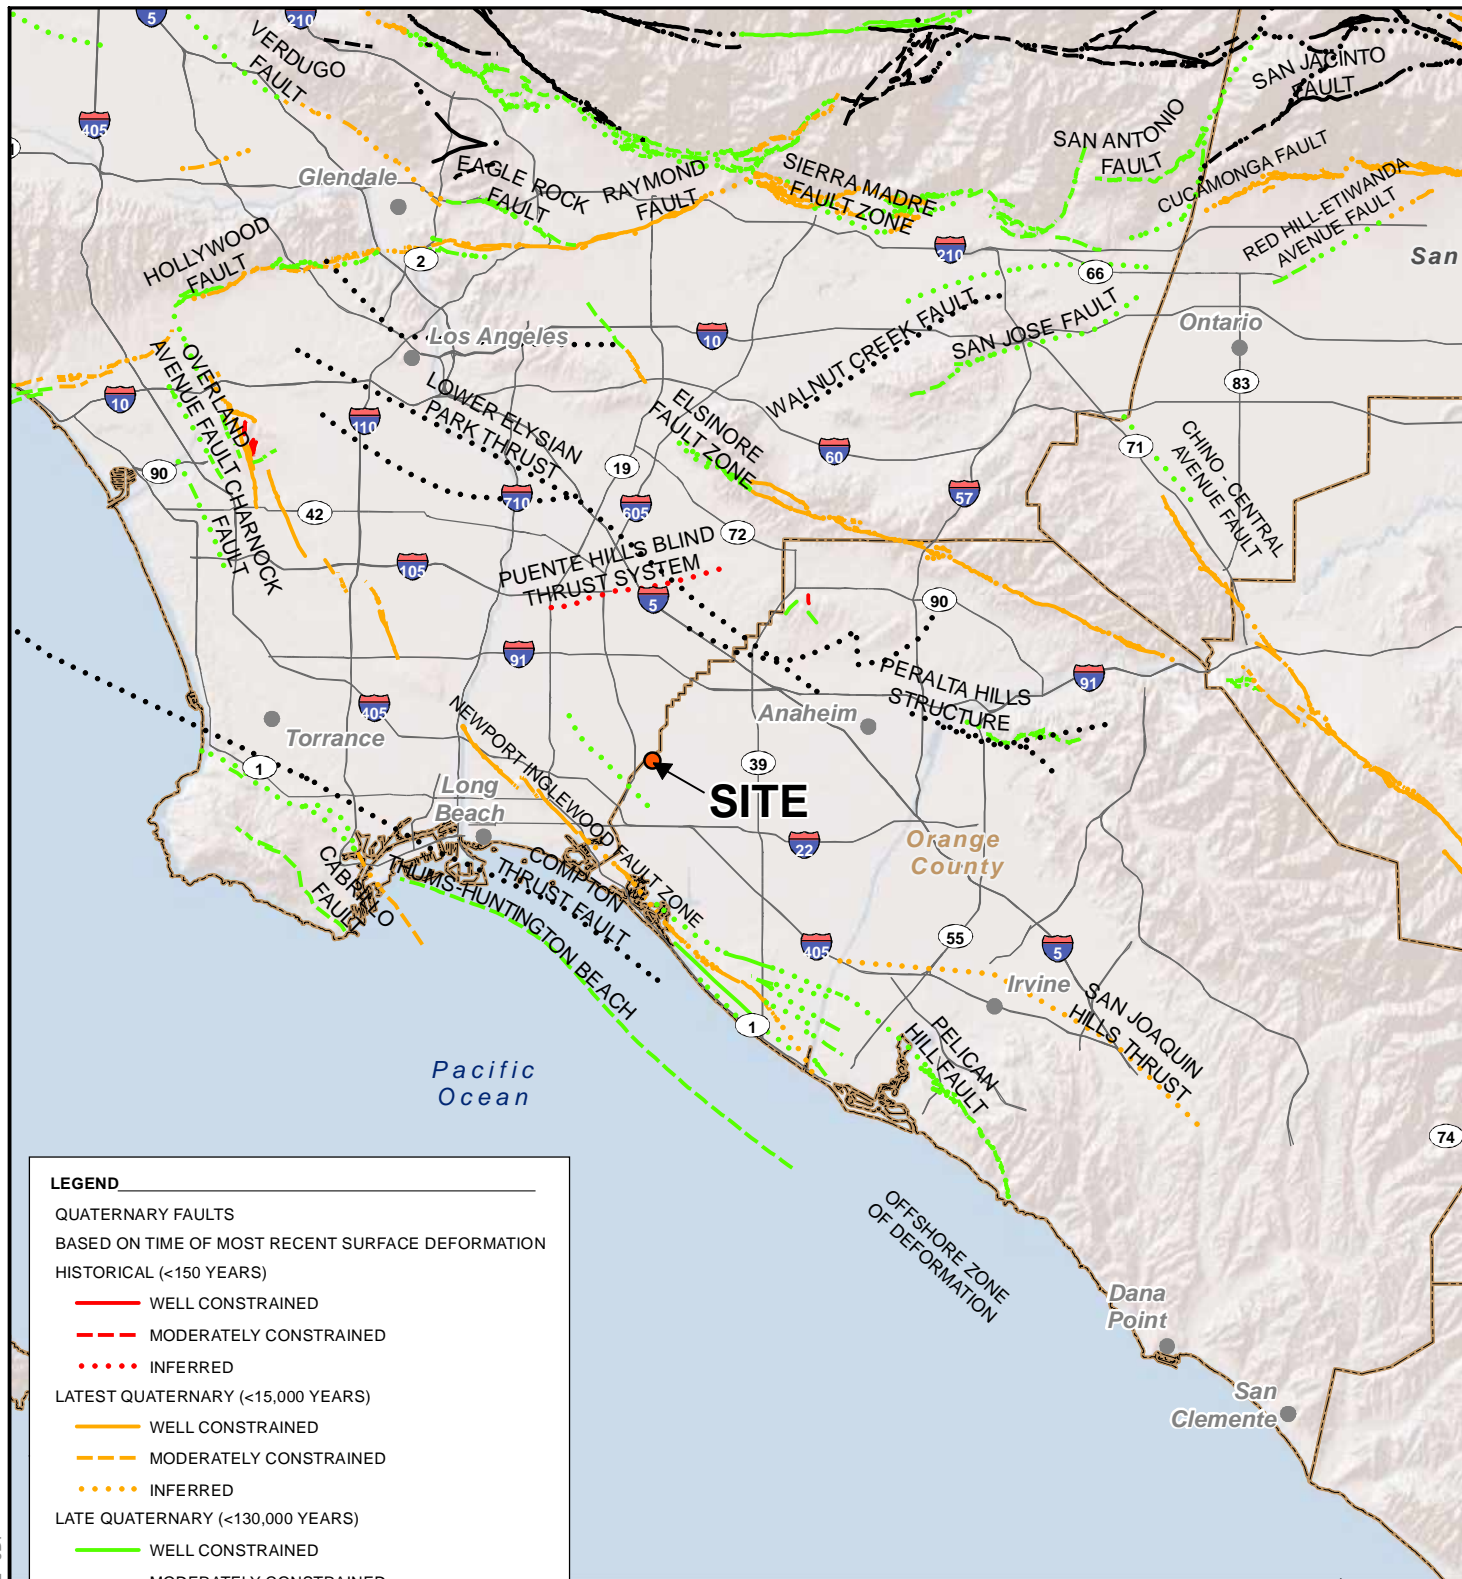 5
210
VERDUGO
FAULT
405
Glendale
EAGLE ROCK
FAULT
RAYMOND
FAULT
SIERRA MADRE
FAULT ZONE
SAN ANTONIO
FAULT
SAN JACINTO
FAULT
CUCAMONGA FAULT
RED HILL-ETIWANDA
AVENUE FAULT
San
HOLLYWOOD
FAULT
2
210
66
Los Angeles
10
WALNUT CREEK FAULT
SAN JOSE FAULT
Ontario
83
OVERLAND
AVENUE FAULT
10
110
LOWER ELYSIAN
PARK THRUST
ELSINORE
FAULT ZONE
60
71
CHINO - CENTRAL
AVENUE FAULT
90
19
710
605
57
42
72
CHARNOCK
FAULT
105
PUENTE HILLS BLIND
THRUST SYSTEM
5
90
91
PERALTA HILLS
STRUCTURE
91
405
Torrance
NEWPORT INGLEWOOD FAULT ZONE
Anaheim
1
39
SITE
Long
Beach
22
Orange
County
CABRILLO
FAULT
THUMS-HUNTINGTON BEACH
COMPTON
THRUST FAULT
405
55
5
Irvine
SAN JOAQUIN
HILLS THRUST
1
PELICAN
HILL FAULT
Pacific
Ocean
74
OFFSHORE ZONE
OF DEFORMATION
Dana
Point
San
Clemente
LEGEND
QUATERNARY FAULTS
BASED ON TIME OF MOST RECENT SURFACE DEFORMATION
HISTORICAL (<150 YEARS)
WELL CONSTRAINED
MODERATELY CONSTRAINED
INFERRED
LATEST QUATERNARY (<15,000 YEARS)
WELL CONSTRAINED
MODERATELY CONSTRAINED
INFERRED
LATE QUATERNARY (<130,000 YEARS)
WELL CONSTRAINED
MODERATELY CONSTRAINED